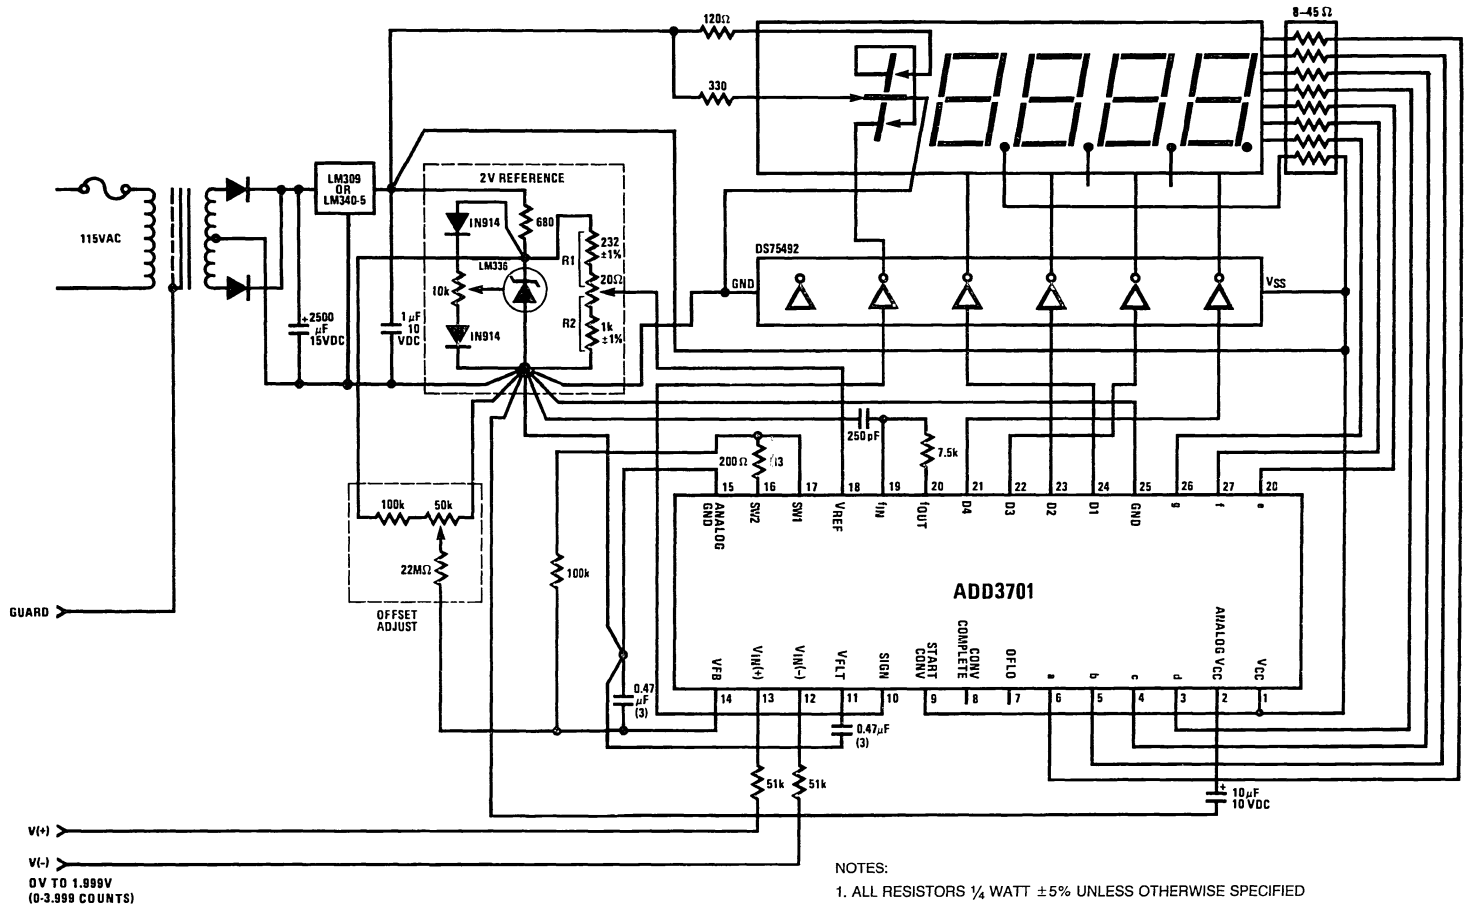 8–45 Ω
120Ω
330
115VAC
LM309
OR
LM340-5
2V REFERENCE
IN914
680
LM336
10k
IN914
R1
232
±1%
20Ω
R2
1k
±1%
+2500
µF
15VDC
1µF
10
VDC
DS75492
GND
VSS
250pF
7.5k
200Ω
100k
50k
22MΩ
OFFSET
ADJUST
100k
GUARD
15 16 17 18 19 20 21 22 23 24 25 26 27 20
ANALOG
GND
SW2
SW1
VREF
fIN
fOUT
D4
D3
D2
D1
GND
g
f
e
ADD3701
VFB
VIN(+)
VIN(-)
VFLT
SIGN
START
CONV
CONV
COMPLETE
OFLO
a
b
c
d
ANALOG VCC
VCC
14 13 12 11 10 9 8 7 6 5 4 3 2 1
0.47
µF
(3)
0.47µF
(3)
51k
51k
+
10µF
10 VDC
V(+)
V(-)
0V TO 1.999V
(0-3.999 COUNTS)
NOTES:
1. ALL RESISTORS ¼ WATT ±5% UNLESS OTHERWISE SPECIFIED